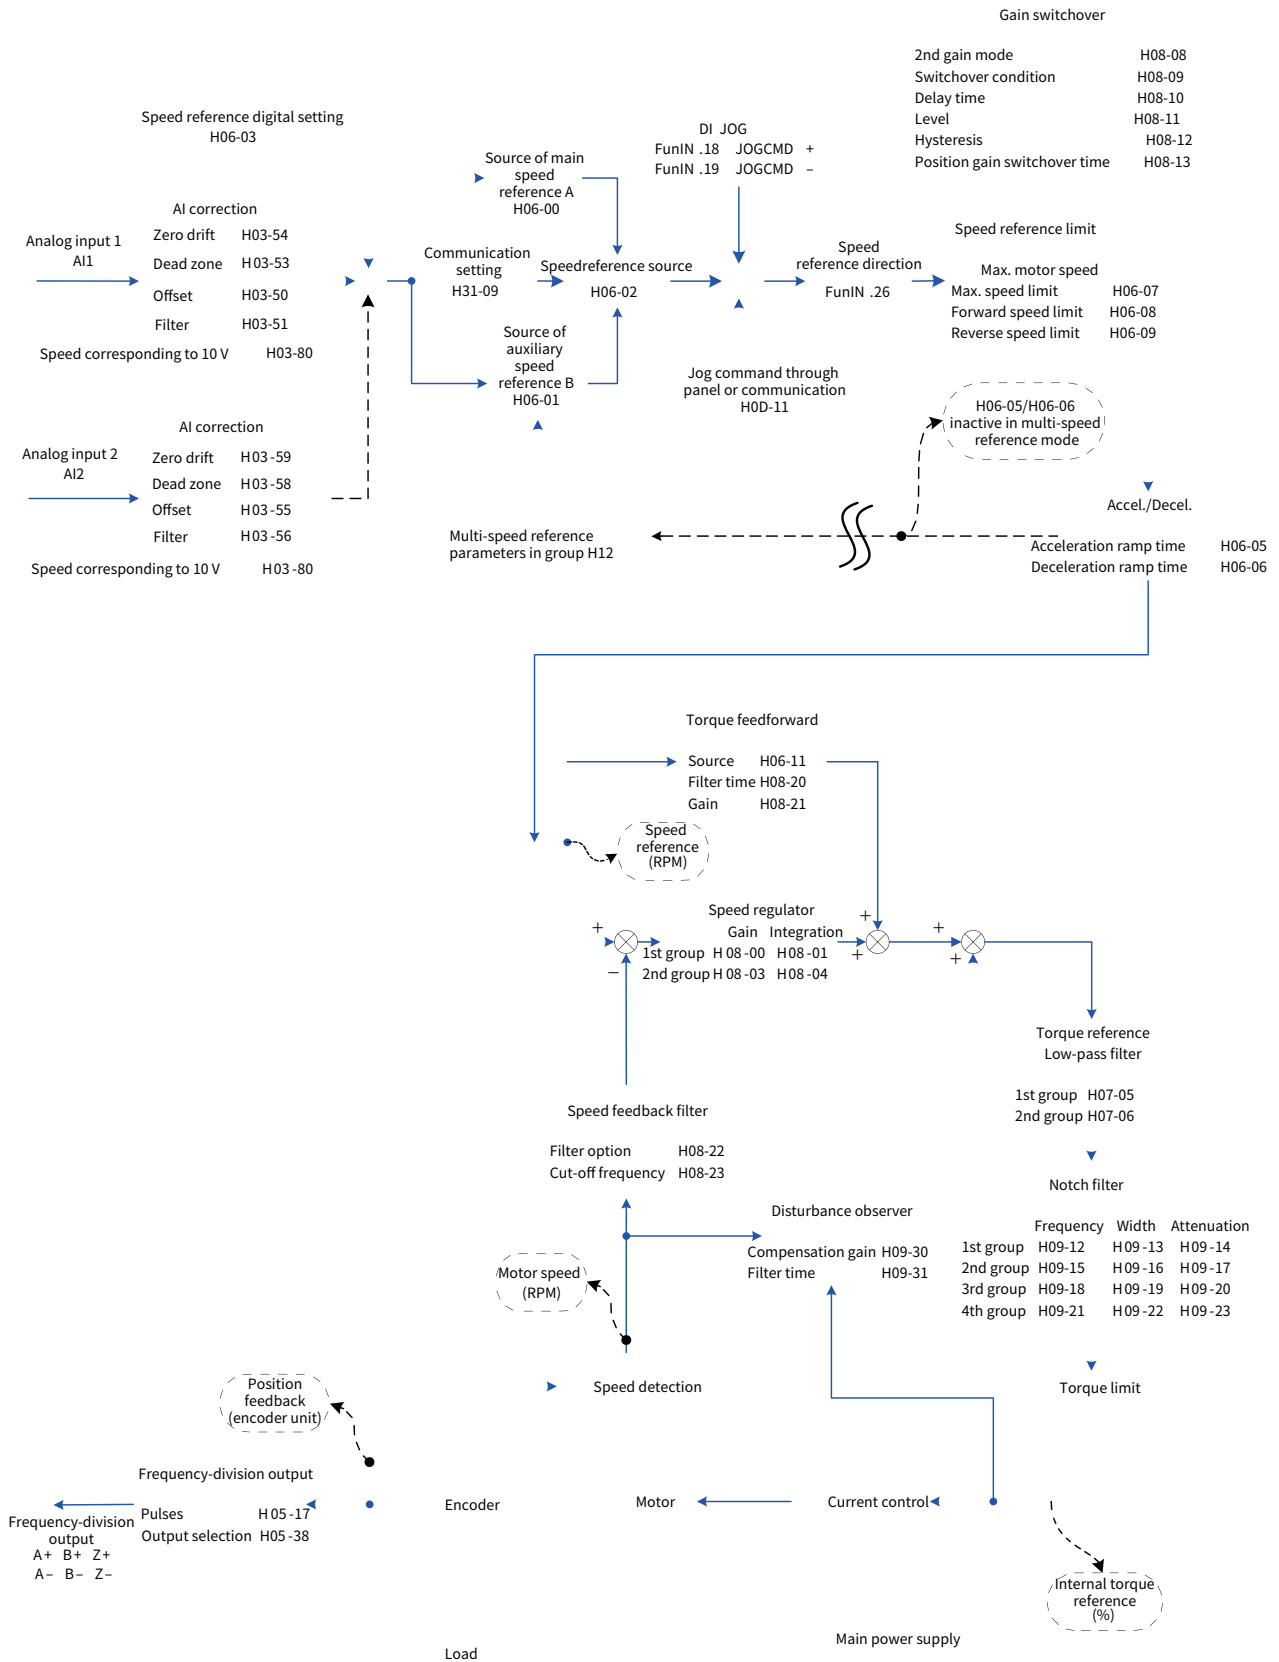 Gain switchover
2nd gain mode H08-08
Switchover condition H08-09
Delay time H08-10
Level H08-11
Hysteresis H08-12
Position gain switchover time H08-13
Speed reference digital setting
H06-03
DI JOG
FunIN .18 JOGCMD +
FunIN .19 JOGCMD –
Source of main
speed
reference A
H06-00
Analog input 1
AI1
AI correction
Zero drift H03-54
Dead zone H03-53
Offset H03-50
Filter H03-51
Speed corresponding to 10 V H03-80
Communication
setting
H31-09
Speedreference source
H06-02
Speed
reference direction
FunIN .26
Speed reference limit
Max. motor speed
Max. speed limit H06-07
Forward speed limit H06-08
Reverse speed limit H06-09
Source of
auxiliary
speed
reference B
H06-01
Jog command through
panel or communication
H0D-11
H06-05/H06-06
inactive in multi-speed
reference mode
Analog input 2
AI2
AI correction
Zero drift H03-59
Dead zone H03-58
Offset H03-55
Filter H03-56
Speed corresponding to 10 V H03-80
Multi-speed reference
parameters in group H12
Accel./Decel.
Acceleration ramp time H06-05
Deceleration ramp time H06-06
Torque feedforward
Source H06-11
Filter time H08-20
Gain H08-21
Speed
reference
(RPM)
Speed regulator
Gain Integration
1st group H08-00 H08-01
2nd group H08-03 H08-04
+
–
+
+
+
+
Torque reference
Low-pass filter
1st group H07-05
2nd group H07-06
Speed feedback filter
Filter option H08-22
Cut-off frequency H08-23
Notch filter
Frequency Width Attenuation
1st group H09-12 H09-13 H09-14
2nd group H09-15 H09-16 H09-17
3rd group H09-18 H09-19 H09-20
4th group H09-21 H09-22 H09-23
Disturbance observer
Compensation gain H09-30
Filter time H09-31
Motor speed
(RPM)
Speed detection
Torque limit
Position
feedback
(encoder unit)
Frequency-division output
Pulses H05-17
Output selection H05-38
Frequency-division
output
A+ B+ Z+
A– B– Z–
Encoder
Motor
Current control
Internal torque
reference
(%)
Main power supply
Load